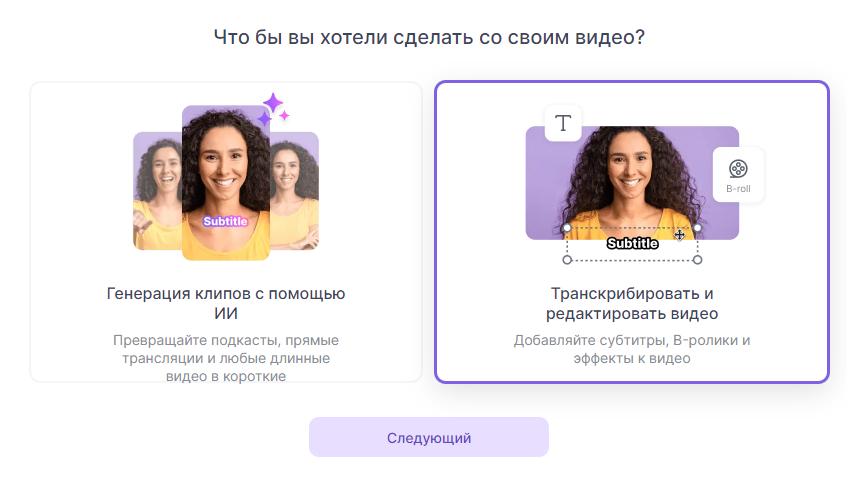 Что бы вы хотели сделать со своим видео?
Subtitle
Генерация клипов с помощью
ИИ
Превращайте подкасты, прямые
трансляции и любые длинные
видео в короткие
T
B-roll
Subtitle
Транскрибировать и
редактировать видео
Добавляйте субтитры, B-ролики и
эффекты к видео
Следующий